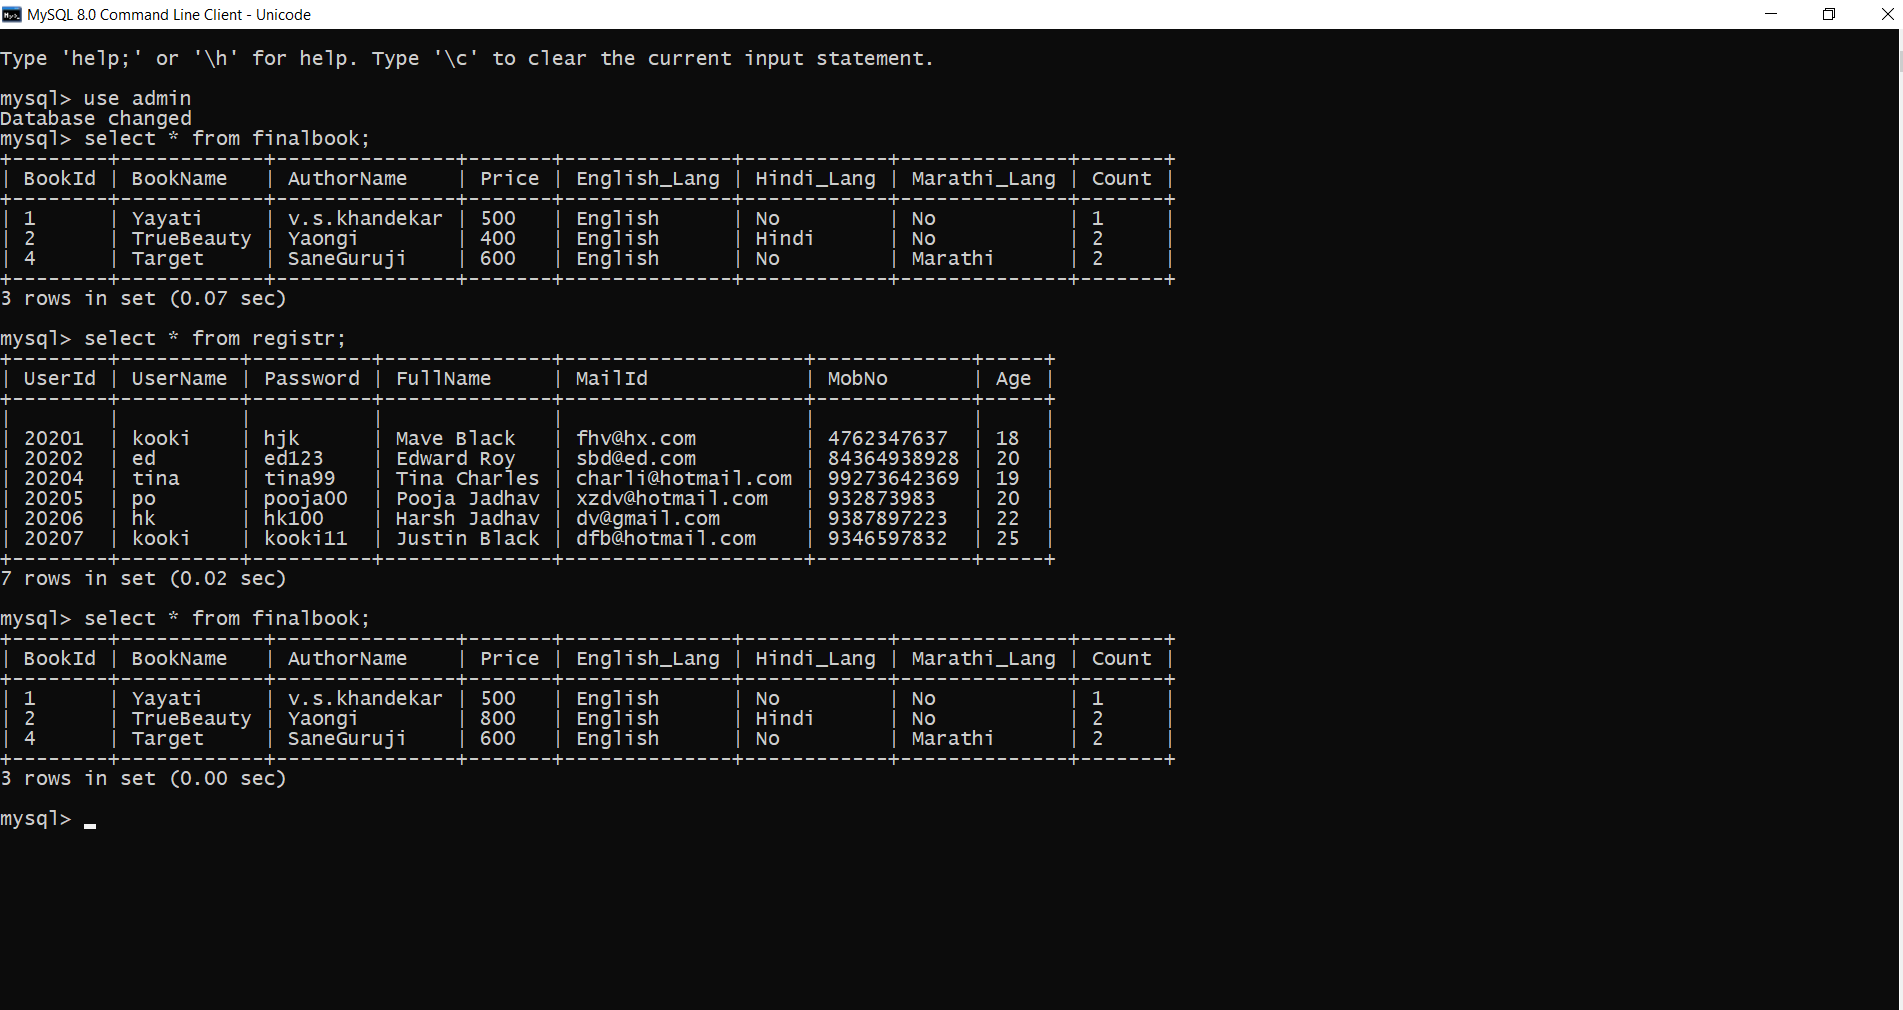 MySQL 8.0 Command Line Client - Unicode
Type 'help;' or '\h' for help. Type '\c' to clear the current input statement.
mysql> use admin
Database changed
mysql> select * from finalbook;
+--------+------------+---------------+-------+--------------+------------+--------------+-------+
| BookId | BookName   | AuthorName    | Price | English_Lang | Hindi_Lang | Marathi_Lang | Count |
+--------+------------+---------------+-------+--------------+------------+--------------+-------+
| 1      | Yayati     | v.s.khandekar | 500   | English      | No         | No           | 1     |
| 2      | TrueBeauty | Yaongi        | 400   | English      | Hindi      | No           | 2     |
| 4      | Target     | SaneGuruji    | 600   | English      | No         | Marathi      | 2     |
+--------+------------+---------------+-------+--------------+------------+--------------+-------+
3 rows in set (0.07 sec)
mysql> select * from registr;
+--------+----------+----------+--------------+--------------------+-------------+-----+
| UserId | UserName | Password | FullName     | MailId             | MobNo       | Age |
+--------+----------+----------+--------------+--------------------+-------------+-----+
|        |          |          |              |                    |             |     |
| 20201  | kooki    | hjk      | Mave Black   | fhv@hx.com         | 4762347637  | 18  |
| 20202  | ed       | ed123    | Edward Roy   | sbd@ed.com         | 84364938928 | 20  |
| 20204  | tina     | tina99   | Tina Charles | charli@hotmail.com | 99273642369 | 19  |
| 20205  | po       | pooja00  | Pooja Jadhav | xzdv@hotmail.com   | 932873983   | 20  |
| 20206  | hk       | hk100    | Harsh Jadhav | dv@gmail.com       | 9387897223  | 22  |
| 20207  | kooki    | kooki11  | Justin Black | dfb@hotmail.com    | 9346597832  | 25  |
+--------+----------+----------+--------------+--------------------+-------------+-----+
7 rows in set (0.02 sec)
mysql> select * from finalbook;
+--------+------------+---------------+-------+--------------+------------+--------------+-------+
| BookId | BookName   | AuthorName    | Price | English_Lang | Hindi_Lang | Marathi_Lang | Count |
+--------+------------+---------------+-------+--------------+------------+--------------+-------+
| 1      | Yayati     | v.s.khandekar | 500   | English      | No         | No           | 1     |
| 2      | TrueBeauty | Yaongi        | 800   | English      | Hindi      | No           | 2     |
| 4      | Target     | SaneGuruji    | 600   | English      | No         | Marathi      | 2     |
+--------+------------+---------------+-------+--------------+------------+--------------+-------+
3 rows in set (0.00 sec)
mysql>